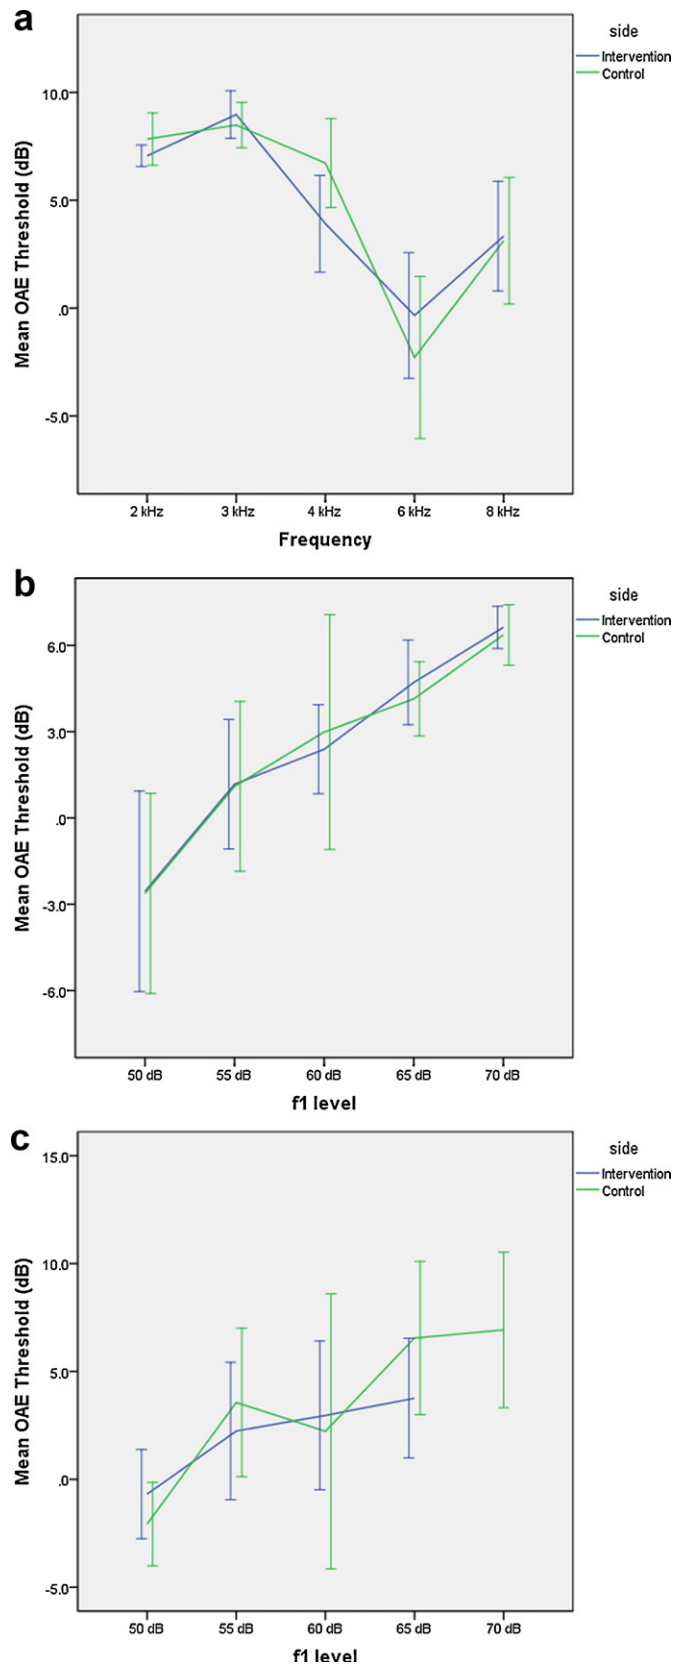 a
side
Intervention
Control
10.0
5.0
.0
-5.0
Mean OAE Threshold (dB)
2 kHz 3 kHz 4 kHz 6 kHz 8 kHz
Frequency
b
side
Intervention
Control
6.0
3.0
.0
-3.0
-6.0
Mean OAE Threshold (dB)
50 dB 55 dB 60 dB 65 dB 70 dB
f1 level
c
side
Intervention
Control
15.0
10.0
5.0
.0
-5.0
Mean OAE Threshold (dB)
50 dB 55 dB 60 dB 65 dB 70 dB
f1 level